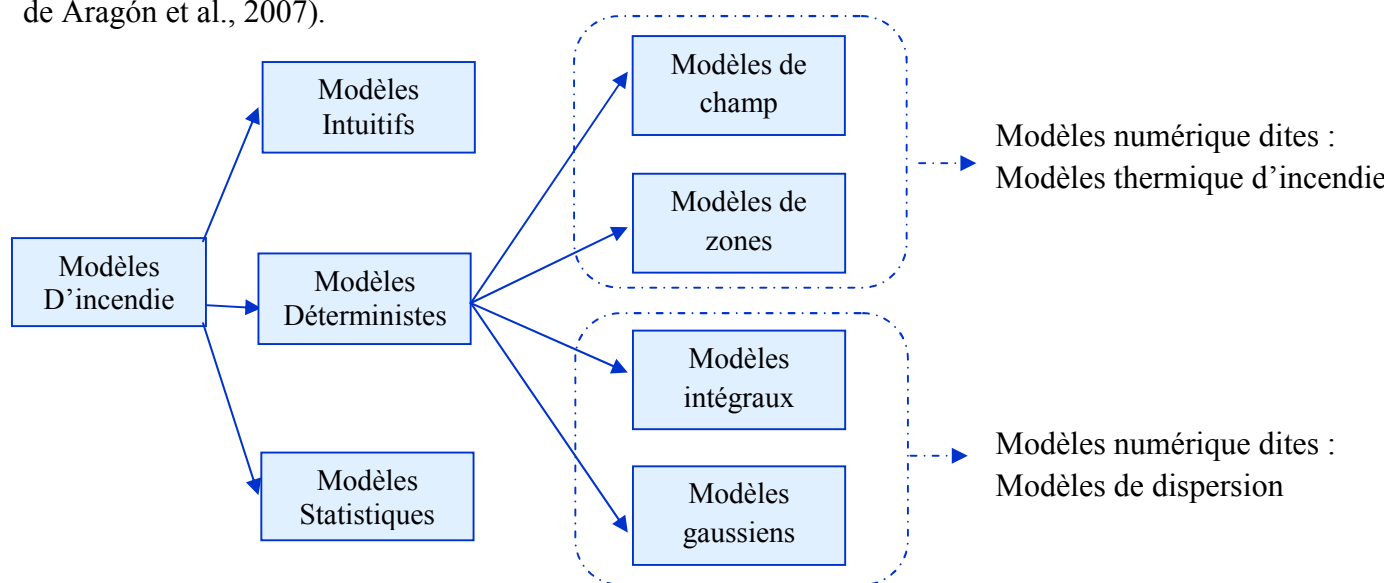 de Aragón et al., 2007).
Modèles
D’incendie
Modèles
Intuitifs
Modèles
Déterministes
Modèles
Statistiques
Modèles de
champ
Modèles de
zones
Modèles
intégraux
Modèles
gaussiens
Modèles numérique dites :
Modèles thermique d’incendie
Modèles numérique dites :
Modèles de dispersion